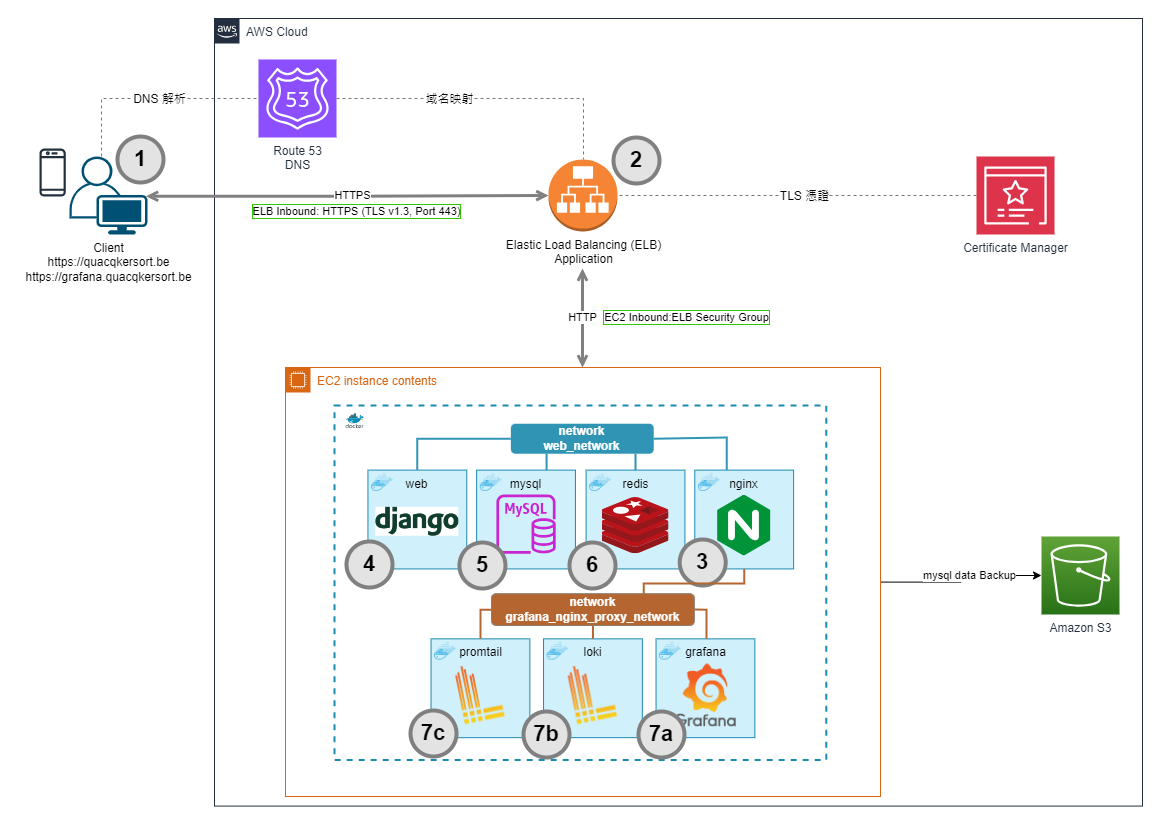 aws
AWS Cloud
53
DNS 解析
域名映射
Route 53
DNS
1
2
HTTPS
ELB Inbound: HTTPS (TLS v1.3, Port 443)
TLS 憑證
Client
https://quacqkersort.be
https://grafana.quacqkersort.be
Elastic Load Balancing (ELB)
Application
Certificate Manager
HTTP
EC2 Inbound:ELB Security Group
EC2 instance contents
docker
network
web_network
web
mysql
redis
nginx
django
MySQL
N
4
5
6
3
mysql data Backup
Amazon S3
network
grafana_nginx_proxy_network
promtail
loki
grafana
Grafana
7c
7b
7a